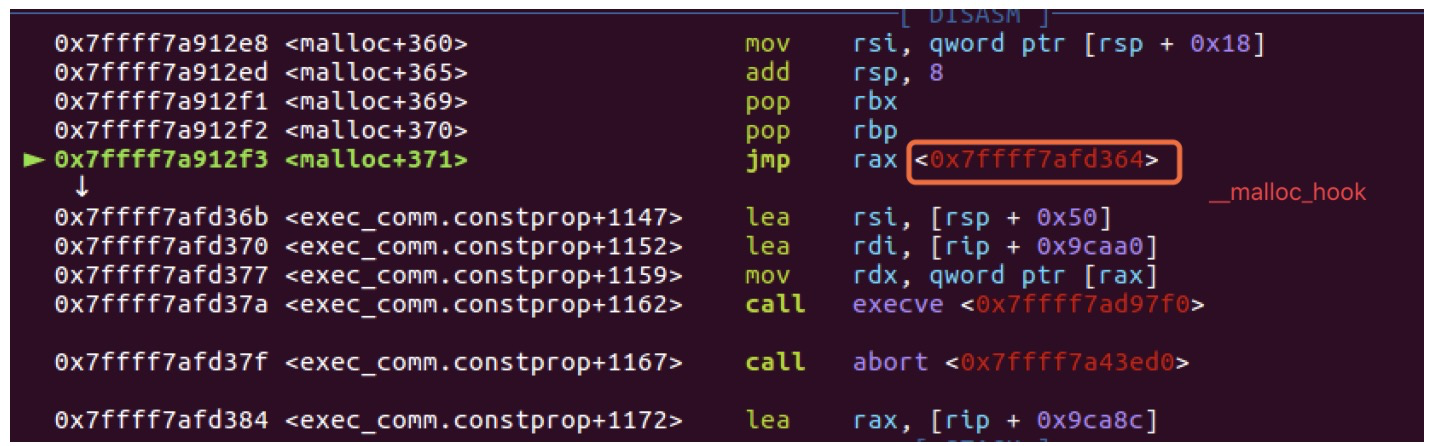 [ DISASM ]
0x7ffff7a912e8 <malloc+360> mov rsi, qword ptr [rsp + 0x18]
0x7ffff7a912ed <malloc+365> add rsp, 8
0x7ffff7a912f1 <malloc+369> pop rbx
0x7ffff7a912f2 <malloc+370> pop rbp
► 0x7ffff7a912f3 <malloc+371> jmp rax <0x7ffff7afd364>
↓
__malloc_hook
0x7ffff7afd36b <exec_comm.constprop+1147> lea rsi, [rsp + 0x50]
0x7ffff7afd370 <exec_comm.constprop+1152> lea rdi, [rip + 0x9caa0]
0x7ffff7afd377 <exec_comm.constprop+1159> mov rdx, qword ptr [rax]
0x7ffff7afd37a <exec_comm.constprop+1162> call execve <0x7ffff7ad97f0>
0x7ffff7afd37f <exec_comm.constprop+1167> call abort <0x7ffff7a43ed0>
0x7ffff7afd384 <exec_comm.constprop+1172> lea rax, [rip + 0x9ca8c]